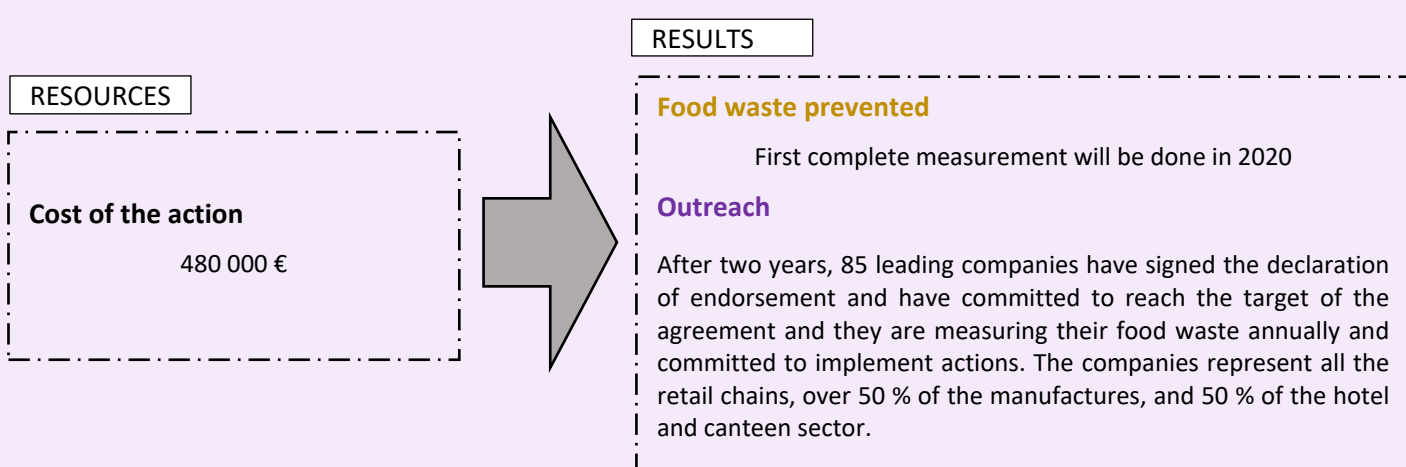 RESOURCES
Cost of the action
480 000 €
RESULTS
Food waste prevented
First complete measurement will be done in 2020
Outreach
After two years, 85 leading companies have signed the declaration
of endorsement and have committed to reach the target of the
agreement and they are measuring their food waste annually and
committed to implement actions. The companies represent all the
retail chains, over 50 % of the manufactures, and 50 % of the hotel
and canteen sector.